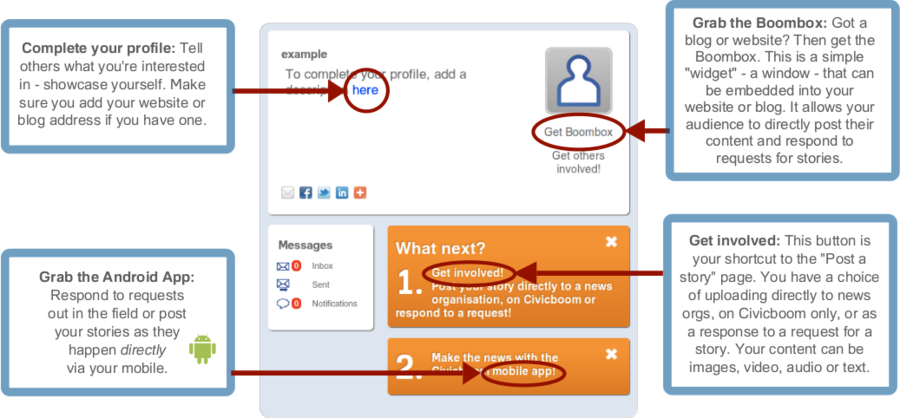 Complete your profile: Tell
others what you're interested
in - showcase yourself. Make
sure you add your website or
blog address if you have one.
example
To complete your profile, add a
here
Get Boombox
Get others
involved!
Grab the Boombox: Got a
blog or website? Then get the
Boombox. This is a simple
"widget" - a window - that can
be embedded into your
website or blog. It allows your
audience to directly post their
content and respond to
requests for stories.
Messages
0 Inbox
Sent
0 Notifications
What next?
1. Get involved!
Post your story directly to a news
organisation, on Civicboom or
respond to a request!
2. Make the news with the
mobile app!
Grab the Android App:
Respond to requests
out in the field or post
your stories as they
happen directly
via your mobile.
Get involved: This button is
your shortcut to the "Post a
story" page. You have a choice
of uploading directly to news
orgs, on Civicboom only, or as
a response to a request for a
story. Your content can be
images, video, audio or text.